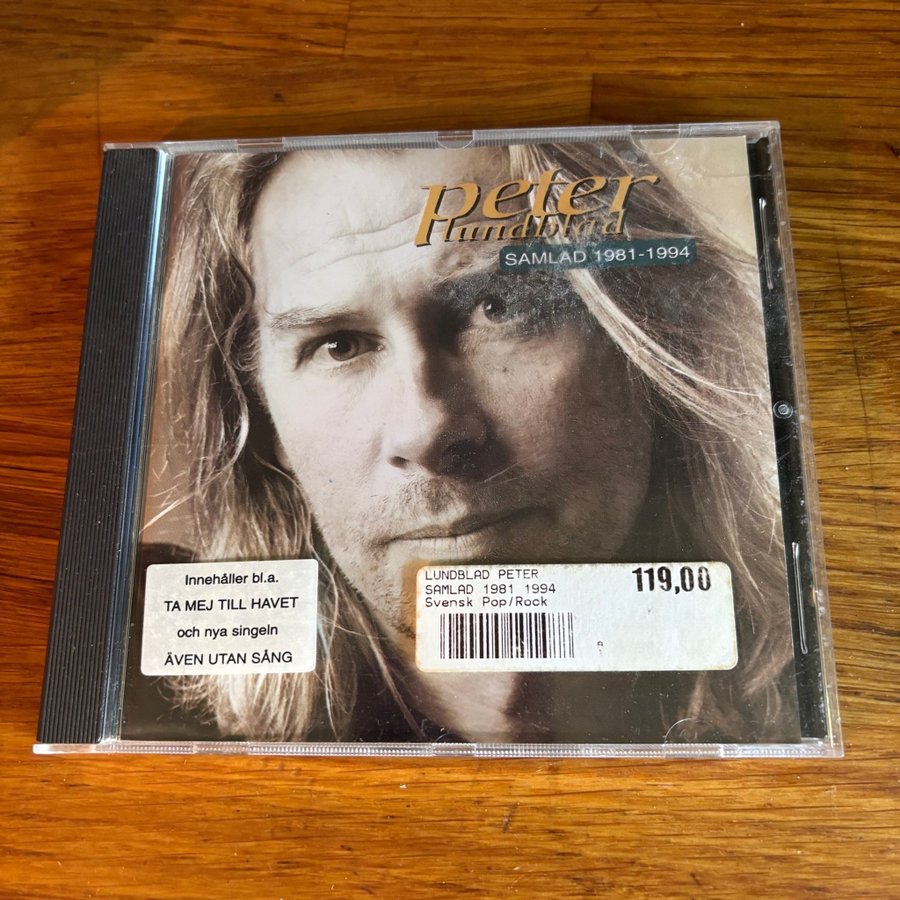 peter
lundblad
SAMLAD 1981-1994
Innehåller bl.a.
TA MEJ TILL HAVET
och nya singeln
ÄVEN UTAN SÅNG
LUNDBLAD PETER 119,00
SAMLAD 1981 1994
Svensk Pop/Rock